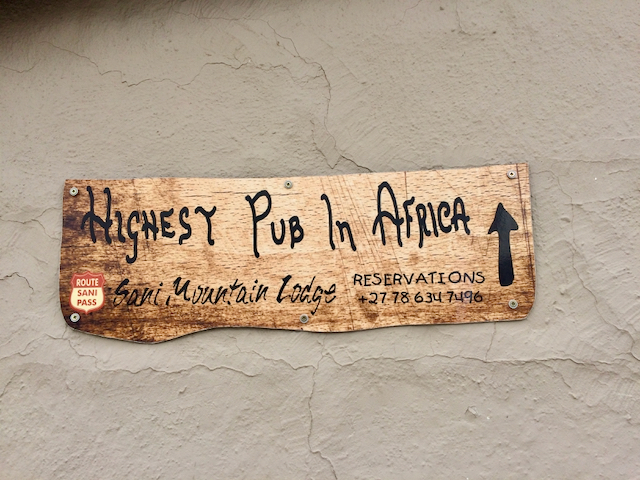 HIGHEST PUB IN AFRICA
ROUTE
SANI
PASS
Sani Mountain Lodge
RESERVATIONS
+27 78 634 7496